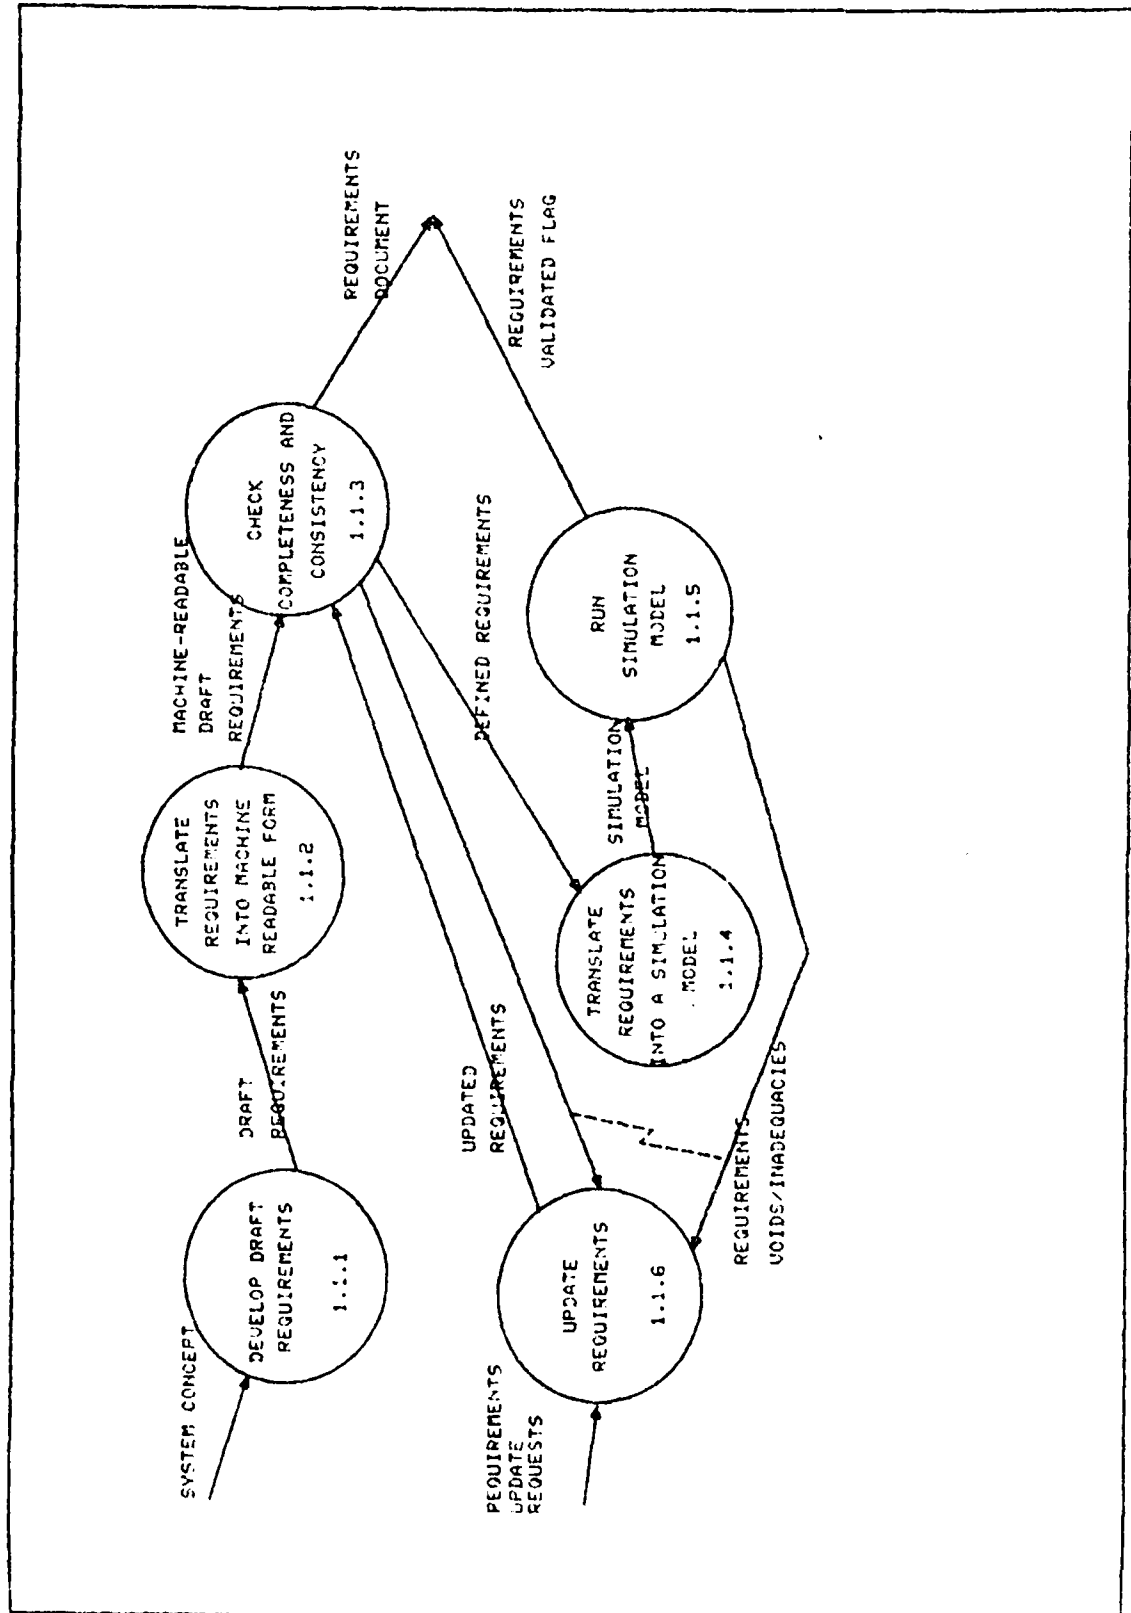 SYSTEM CONCEPT
DEVELOP DRAFT
REQUIREMENTS
1.1.1
DRAFT
REQUIREMENTS
TRANSLATE
REQUIREMENTS
INTO MACHINE
READABLE FORM
1.1.2
MACHINE-READABLE
DRAFT
REQUIREMENTS
CHECK
COMPLETENESS AND
CONSISTENCY
1.1.3
REQUIREMENTS
DOCUMENT
UPDATED
REQUIREMENTS
DEFINED REQUIREMENTS
REQUIREMENTS
VALIDATED FLAG
REQUIREMENTS
UPDATE
REQUESTS
UPDATE
REQUIREMENTS
1.1.6
TRANSLATE
REQUIREMENTS
INTO A SIMULATION
MODEL
1.1.4
SIMULATION
MODEL
RUN
SIMULATION
MODEL
1.1.5
REQUIREMENTS
VOIDS/INADEQUACIES